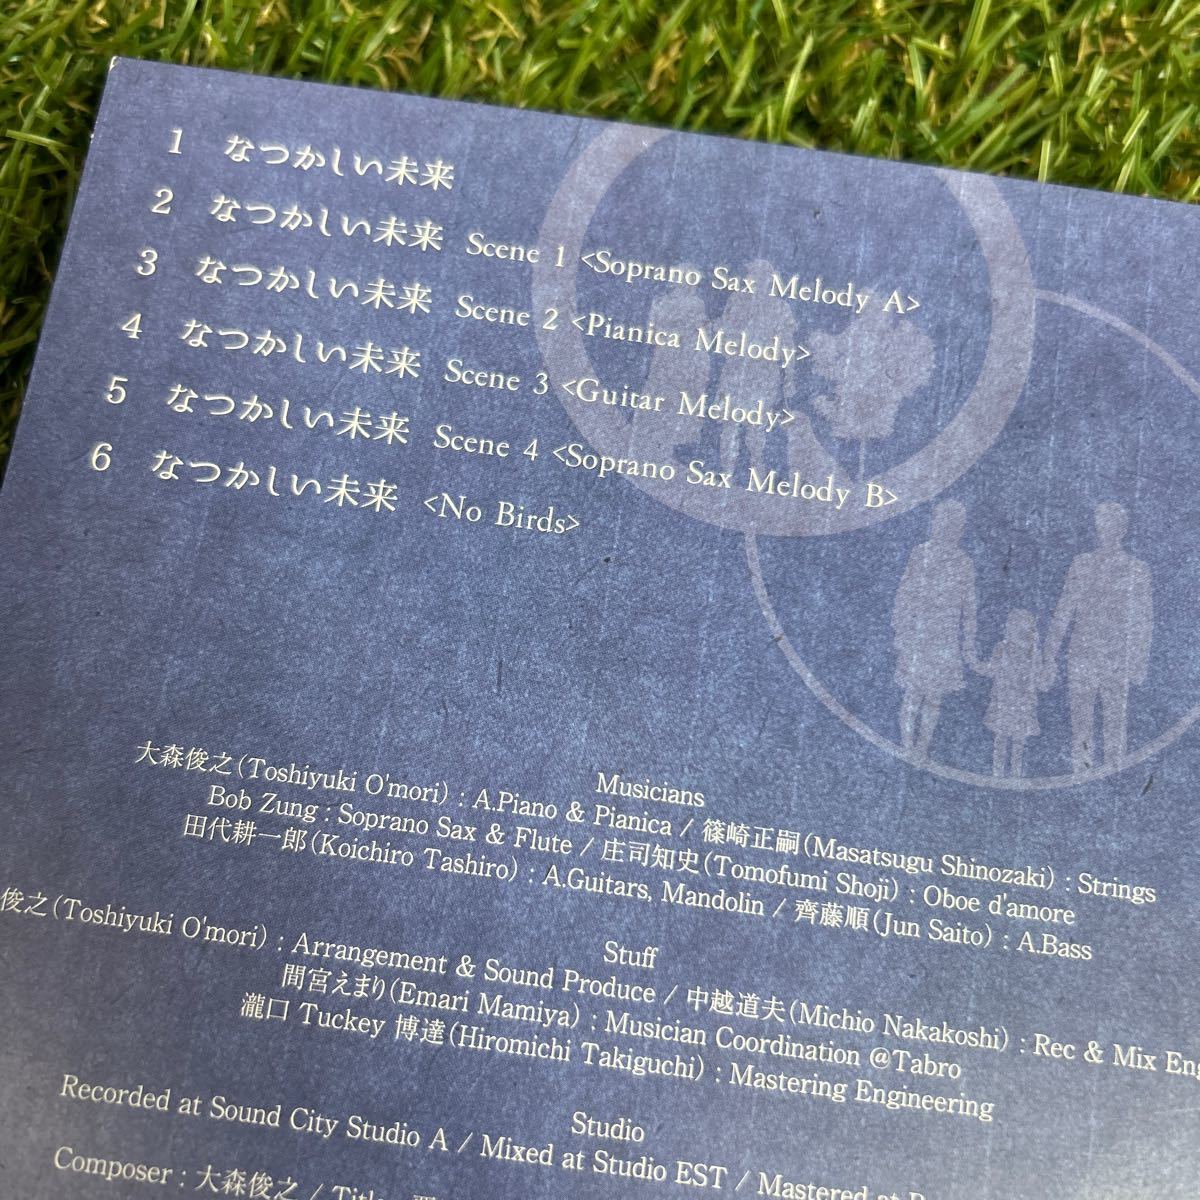 1 なつかしい未来
2 なつかしい未来 Scene 1 <Soprano Sax Melody A>
3 なつかしい未来 Scene 2 <Pianica Melody>
4 なつかしい未来 Scene 3 <Guitar Melody>
5 なつかしい未来 Scene 4 <Soprano Sax Melody B>
6 なつかしい未来 <No Birds>
Musicians
大森俊之(Toshiyuki O'mori) : A.Piano & Pianica / 篠崎正嗣(Masatsugu Shinozaki) : Strings
Bob Zung : Soprano Sax & Flute / 庄司知史(Tomofumi Shoji) : Oboe d'amore
田代耕一郎(Koichiro Tashiro) : A.Guitars, Mandolin / 齊藤順(Jun Saito) : A.Bass
Stuff
俊之(Toshiyuki O'mori) : Arrangement & Sound Produce / 中越道夫(Michio Nakakoshi) : Rec & Mix Eng
間宮えまり(Emari Mamiya) : Musician Coordination @Tabro
瀧口 Tuckey 博達(Hiromichi Takiguchi) : Mastering Engineering
Studio
Recorded at Sound City Studio A / Mixed at Studio EST / Mastered at
Composer : 大森俊之 /